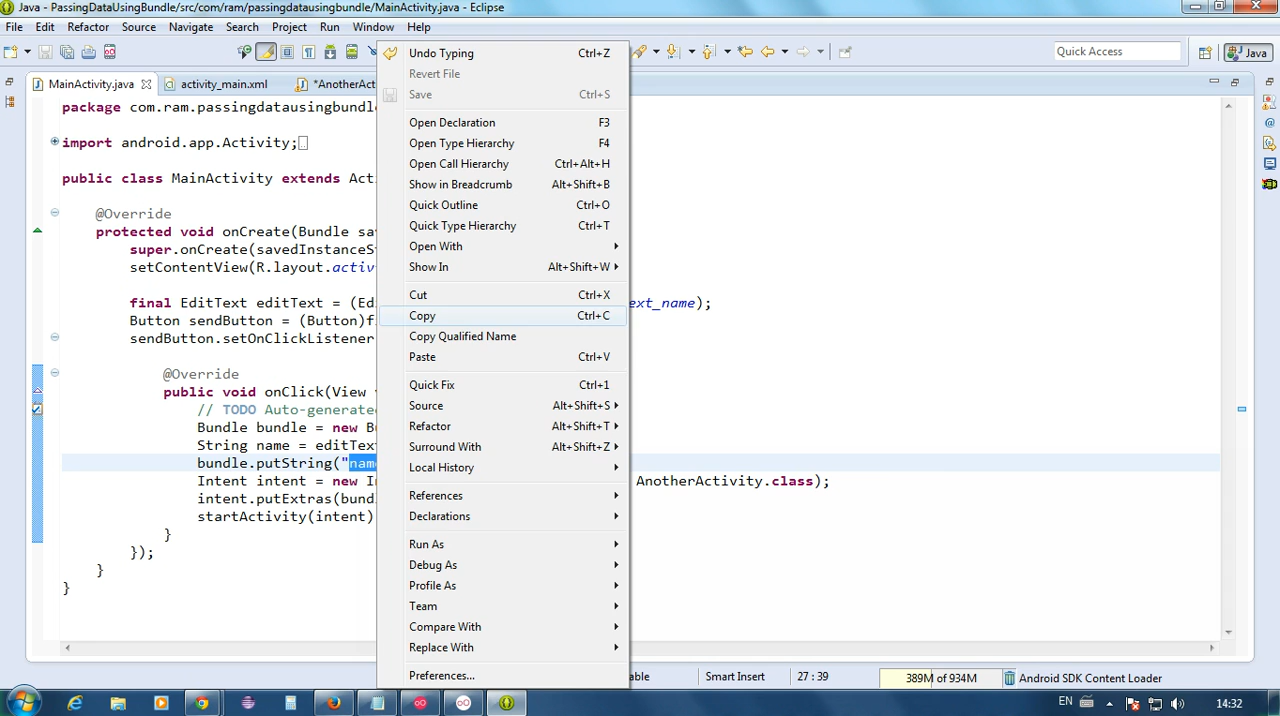 Java - PassingDataUsingBundle/src/com/ram/passingdatausingbundle/MainActivity.java - Eclipse
File Edit Refactor Source Navigate Search Project Run Window Help
Quick Access
Java
MainActivity.java activity_main.xml *AnotherAct
package com.ram.passingdatausingbundle
import android.app.Activity;
public class MainActivity extends Act
@Override
protected void onCreate(Bundle sa
super.onCreate(savedInstanceSt
setContentView(R.layout.activ
final EditText editText = (Ed ext_name);
Button sendButton = (Button)f
sendButton.setOnClickListener
@Override
public void onClick(View
// TODO Auto-generated
Bundle bundle = new Bu
String name = editText
bundle.putString("name
Intent intent = new In AnotherActivity.class);
intent.putExtras(bund
startActivity(intent)
}
});
}
}
Undo Typing Ctrl+Z
Revert File
Save Ctrl+S
Open Declaration F3
Open Type Hierarchy F4
Open Call Hierarchy Ctrl+Alt+H
Show in Breadcrumb Alt+Shift+B
Quick Outline Ctrl+O
Quick Type Hierarchy Ctrl+T
Open With
Show In Alt+Shift+W
Cut Ctrl+X
Copy Ctrl+C
Copy Qualified Name
Paste Ctrl+V
Quick Fix Ctrl+1
Source Alt+Shift+S
Refactor Alt+Shift+T
Surround With Alt+Shift+Z
Local History
References
Declarations
Run As
Debug As
Profile As
Team
Compare With
Replace With
Preferences...
able Smart Insert 27 : 39 389M of 934M Android SDK Content Loader
EN 14:32